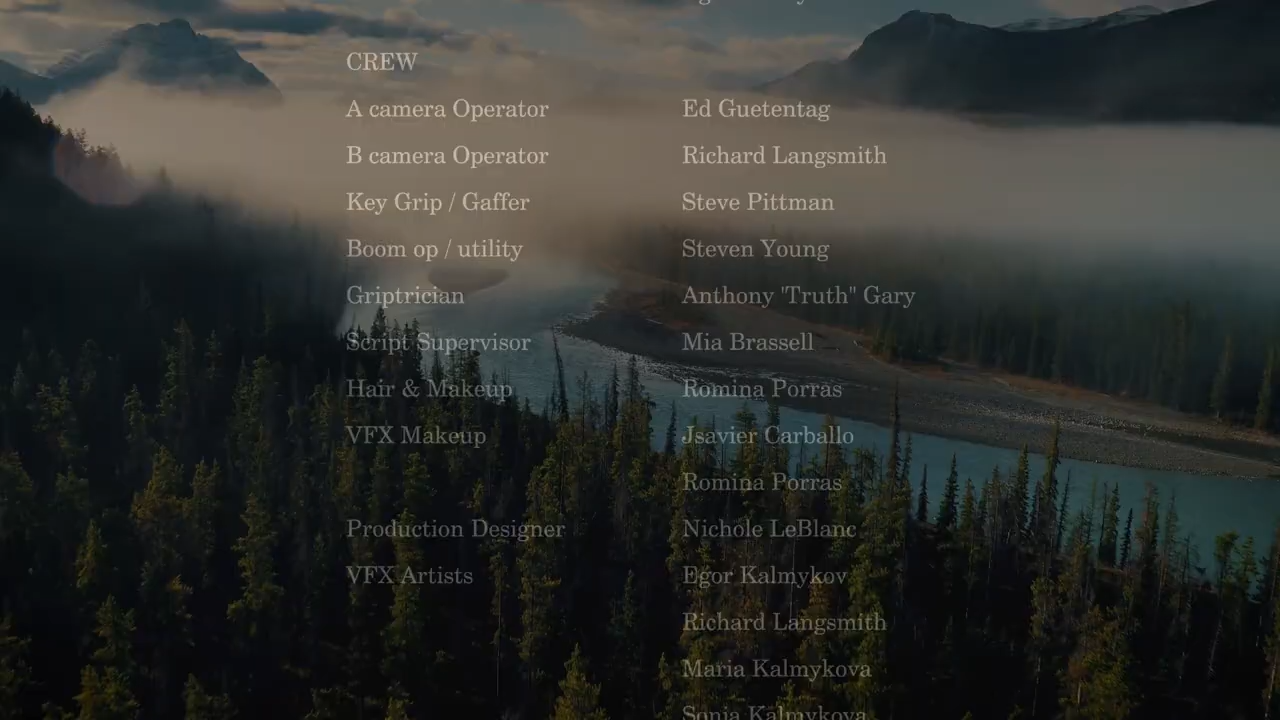 CREW
A camera Operator Ed Guetentag
B camera Operator Richard Langsmith
Key Grip / Gaffer Steve Pittman
Boom op / utility Steven Young
Griptrician Anthony "Truth" Gary
Script Supervisor Mia Brassell
Hair & Makeup Romina Porras
VFX Makeup Jsavier Carballo
Romina Porras
Production Designer Nichole LeBlanc
VFX Artists Egor Kalmykov
Richard Langsmith
Maria Kalmykova
Sonia Kalmykova